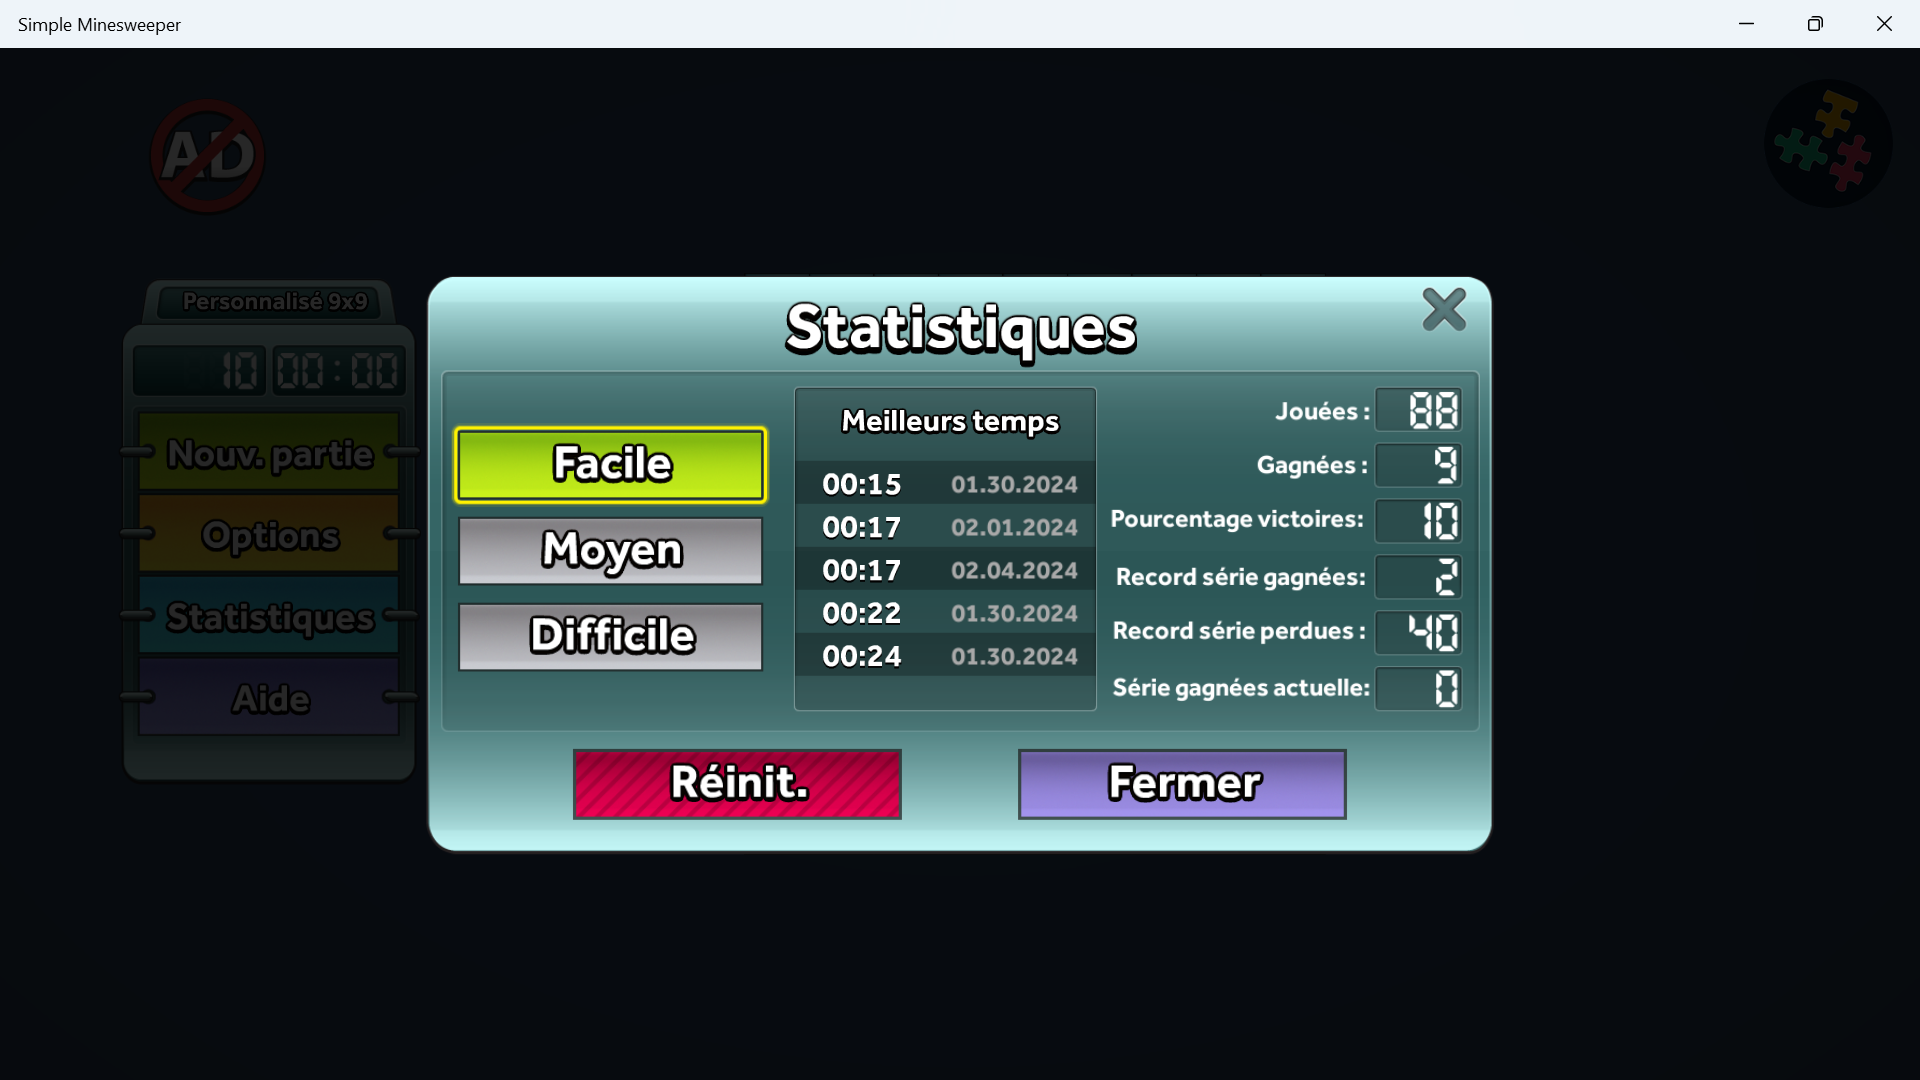 Simple Minesweeper
AD
Personnalisé 9x9
10 00:00
Nouv. partie
Options
Statistiques
Aide
Statistiques
Facile
Moyen
Difficile
Meilleurs temps
00:15 01.30.2024
00:17 02.01.2024
00:17 02.04.2024
00:22 01.30.2024
00:24 01.30.2024
Jouées : 88
Gagnées : 9
Pourcentage victoires: 10
Record série gagnées: 2
Record série perdues : 40
Série gagnées actuelle: 0
Réinit.
Fermer